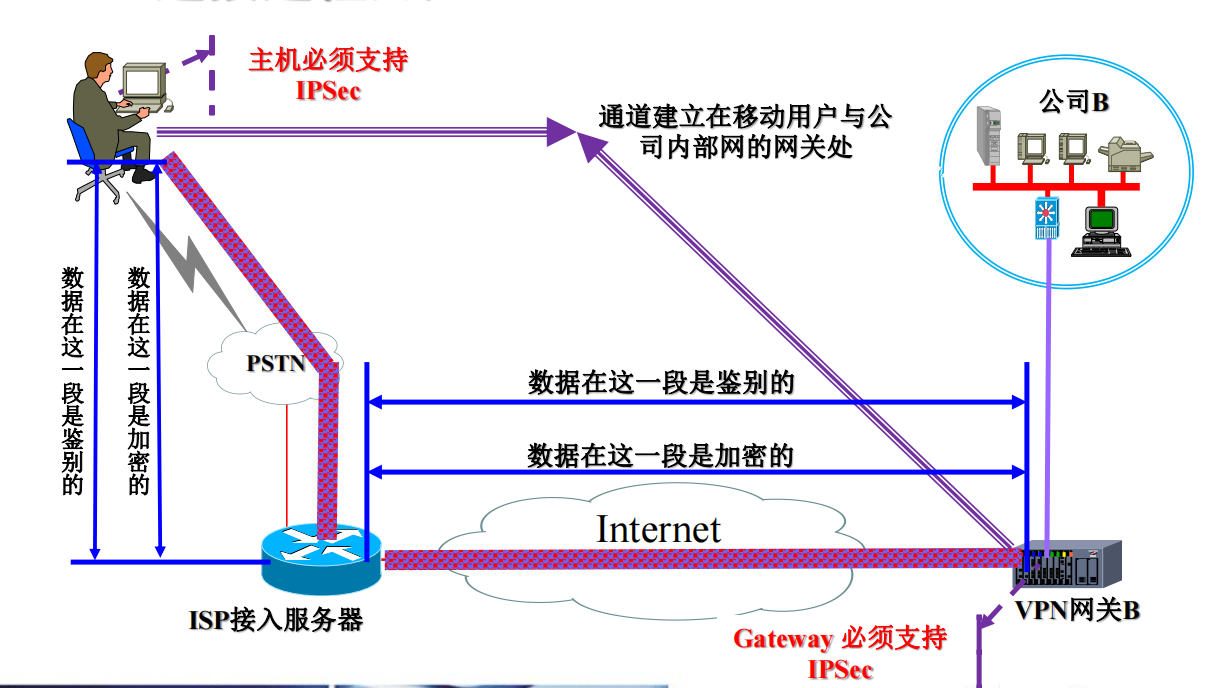 主机必须支持
IPSec
通道建立在移动用户与公
司内部网的网关处
公司B
数据在这一段是鉴别的
数据在这一段是加密的
PSTN
数据在这一段是鉴别的
数据在这一段是加密的
Internet
ISP接入服务器
VPN网关B
Gateway 必须支持
IPSec